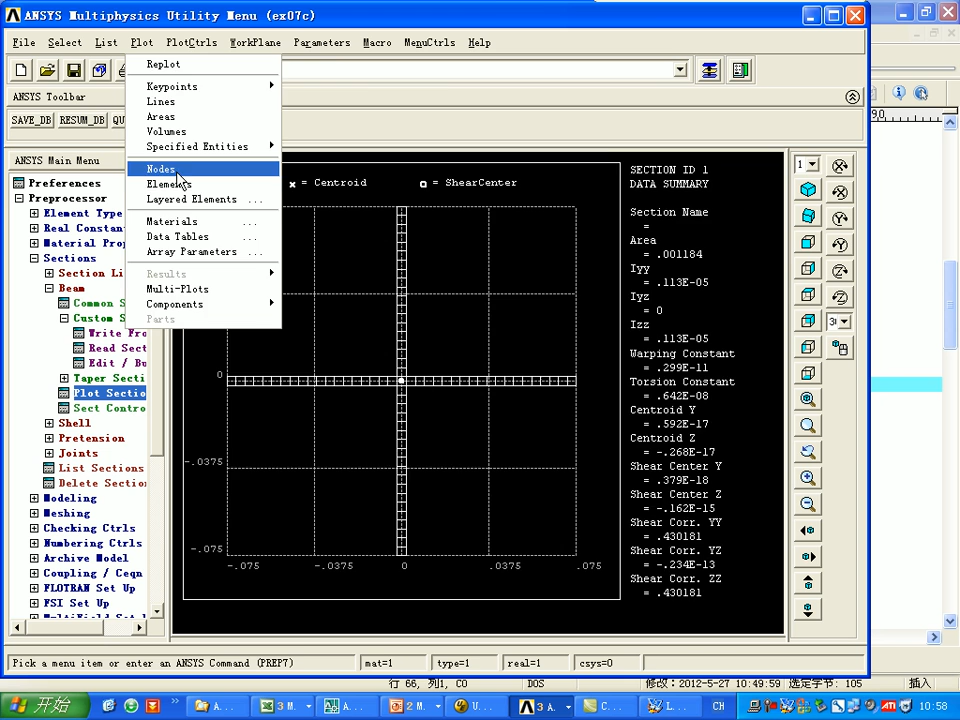 ANSYS Multiphysics Utility Menu (ex07c)
File Select List Plot PlotCtrls WorkPlane Parameters Macro MenuCtrls Help
Replot
Keypoints
Lines
Areas
Volumes
Specified Entities
Nodes
Elements
Layered Elements ...
Materials ...
Data Tables ...
Array Parameters ...
Results
Multi-Plots
Components
Parts
ANSYS Toolbar
SAVE_DB RESUM_DB QU
ANSYS Main Menu
Preferences
Preprocessor
Element Type
Real Constan
Material Pro
Sections
Section Li
Beam
Common S
Custom S
Write Pro
Read Sect
Edit / Bu
Taper Secti
Plot Sectio
Sect Contro
Shell
Pretension
Joints
List Sections
Delete Section
Modeling
Meshing
Checking Ctrls
Numbering Ctrls
Archive Model
Coupling / Ceqn
FLOTRAN Set Up
FSI Set Up
MultiField Set U
× = Centroid
= ShearCenter
0
-.0375
-.075
-.075 -.0375 0 .0375 .075
SECTION ID 1
DATA SUMMARY
Section Name
=
Area
= .001184
Iyy
= .113E-05
Iyz
= 0
Izz
= .113E-05
Warping Constant
= .299E-11
Torsion Constant
= .642E-08
Centroid Y
= .592E-17
Centroid Z
= -.268E-17
Shear Center Y
= .379E-18
Shear Center Z
= -.162E-15
Shear Corr. YY
= .430181
Shear Corr. YZ
= -.234E-13
Shear Corr. ZZ
= .430181
1
Pick a menu item or enter an ANSYS Command (PREP7) mat=1 type=1 real=1 csys=0
行 66, 列1, C0 DOS 修改：2012-5-27 10:49:59 选定字节：105 插入
开始 A... 3 M. A... 2 M. U... 3 A. C... L... CH 10:58